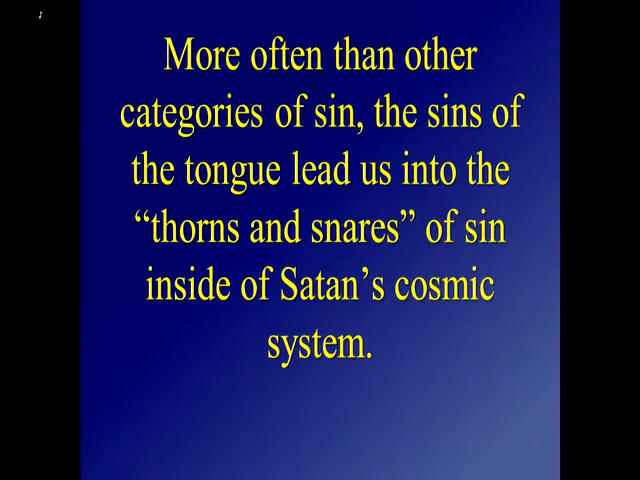 More often than other
categories of sin, the sins of
the tongue lead us into the
“thorns and snares” of sin
inside of Satan’s cosmic
system.